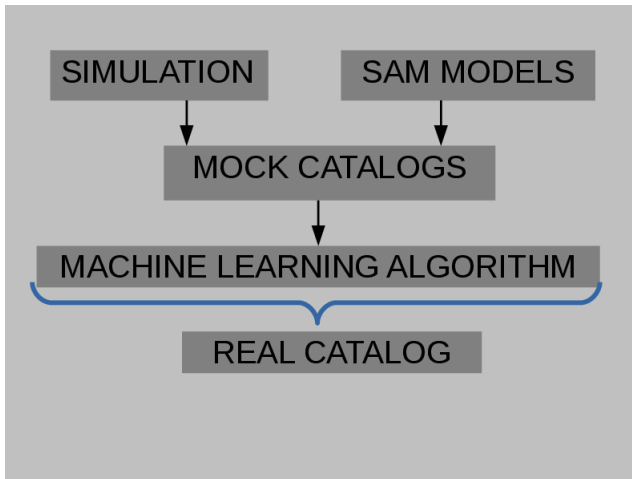 SIMULATION
SAM MODELS
MOCK CATALOGS
MACHINE LEARNING ALGORITHM
REAL CATALOG